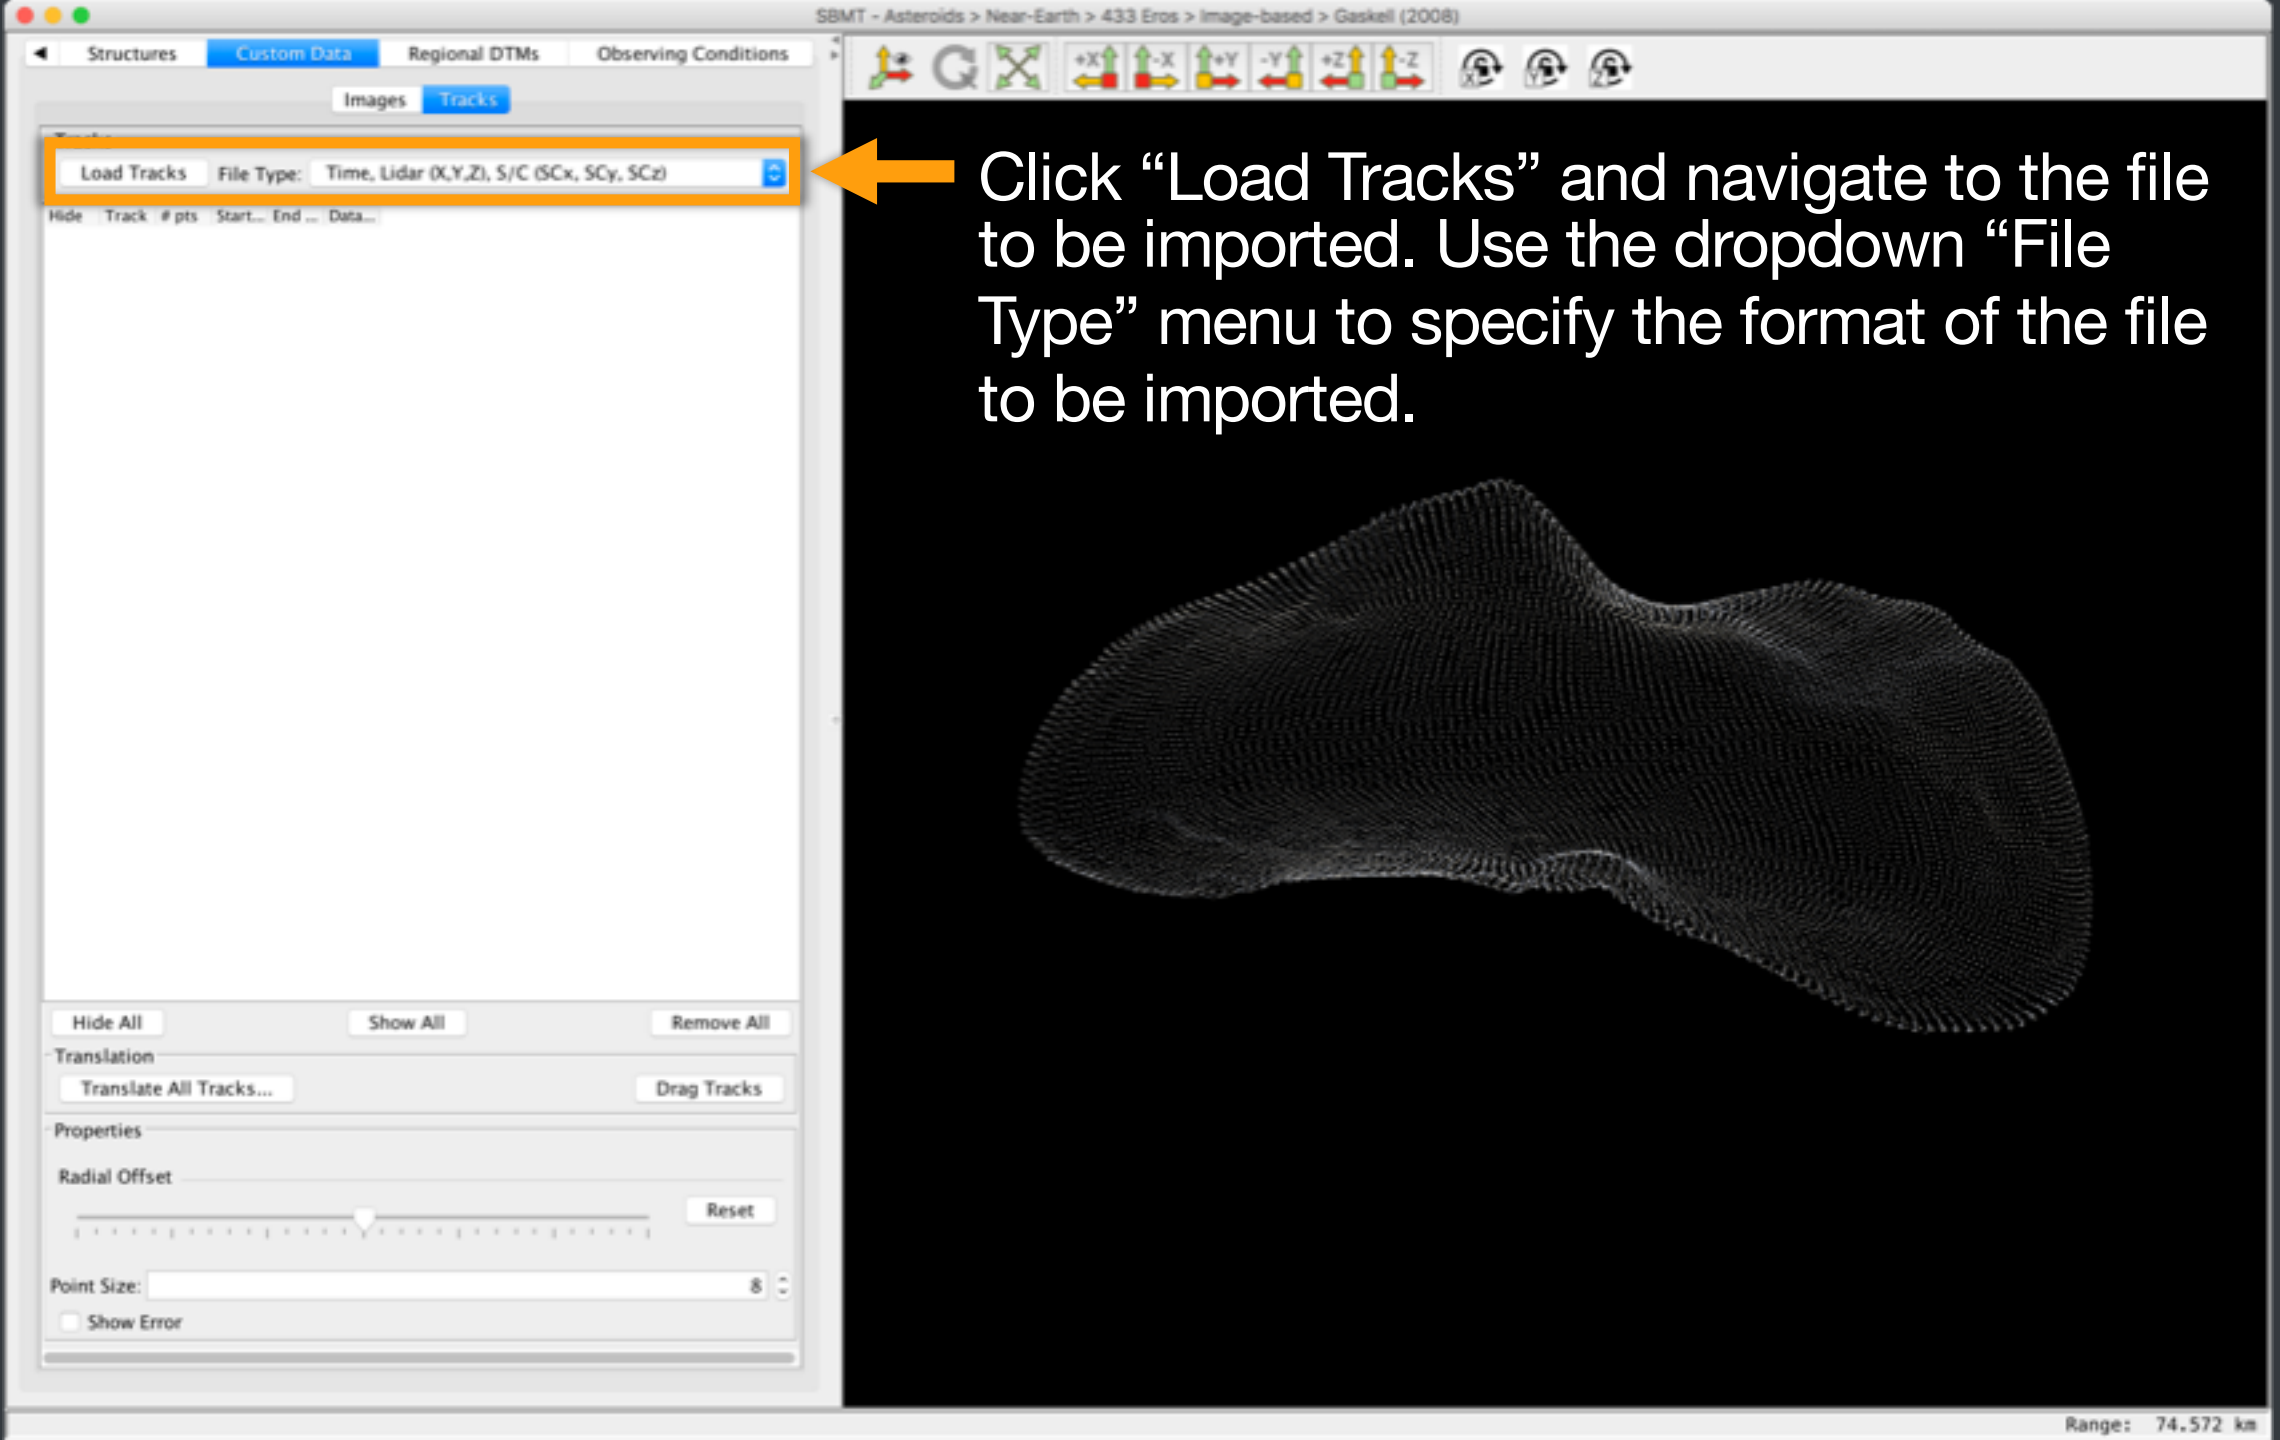 SBMT - Asteroids > Near-Earth > 433 Eros > Image-based > Gaskell (2008)
Structures Custom Data Regional DTMs Observing Conditions
+X -X +Y -Y +Z -Z X Y Z
Images Tracks
Tracks
Load Tracks File Type: Time, Lidar (X,Y,Z), S/C (SCx, SCy, SCz)
Hide Track # pts Start... End ... Data...
Click “Load Tracks” and navigate to the file
to be imported. Use the dropdown “File
Type” menu to specify the format of the file
to be imported.
Hide All Show All Remove All
Translation
Translate All Tracks... Drag Tracks
Properties
Radial Offset
Reset
Point Size: 8
Show Error
Range: 74.572 km